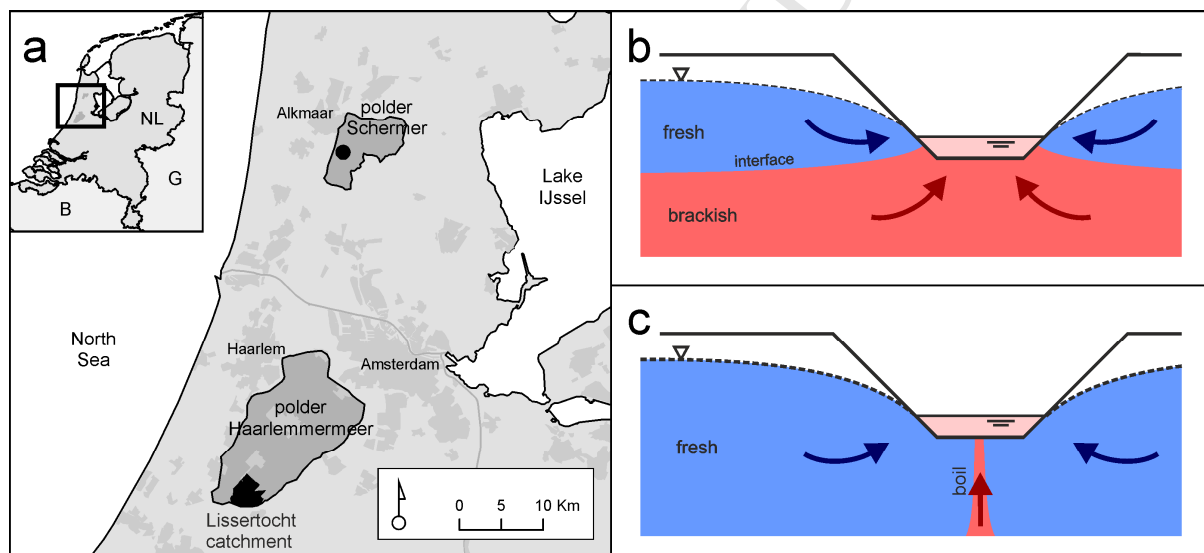 a
NL
G
B
Alkmaar
polder
Schermer
Lake
IJssel
North
Sea
Haarlem
Amsterdam
polder
Haarlemmermeer
Lissertocht
catchment
0 5 10 Km
b
fresh
interface
brackish
c
fresh
boil